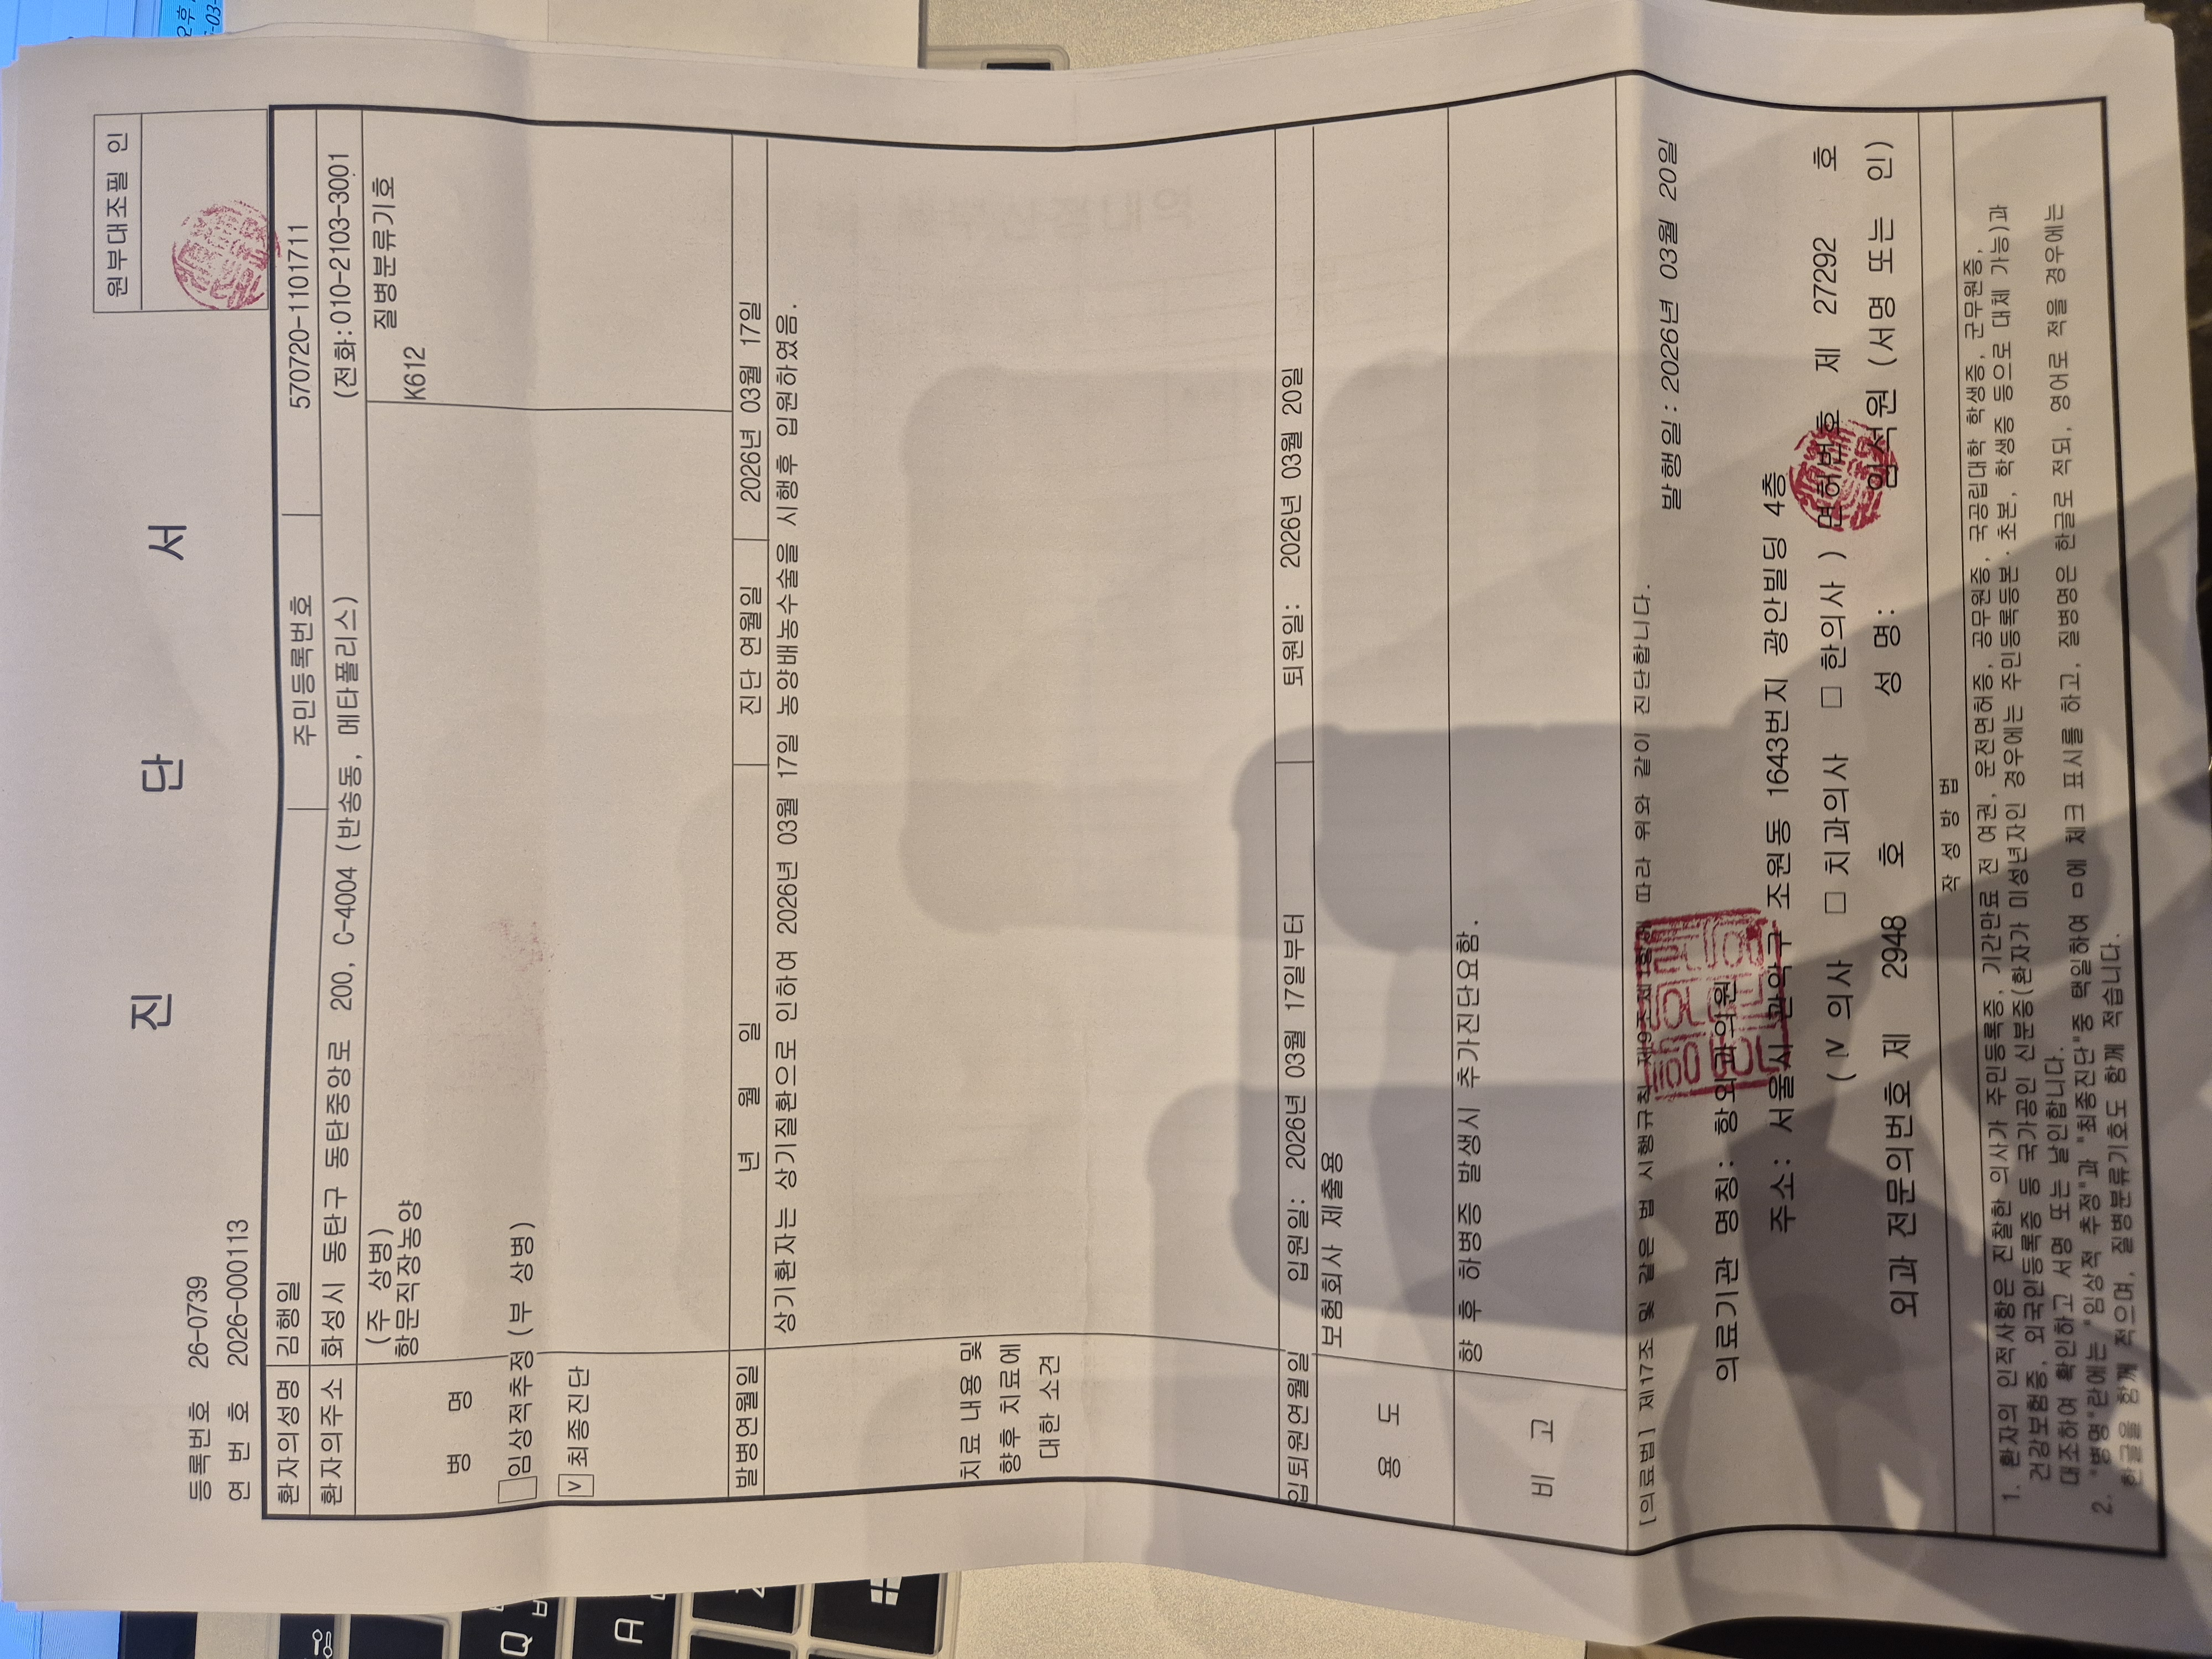 원부대조필 인
진 단 서
등록번호 26-0739
연 번 호 2026-000113
환자의성명 김행일 주민등록번호 570720-1101711
환자의주소 화성시 동탄구 동탄중앙로 200, C-4004 (반송동, 메타폴리스) (전화:010-2103-3001
병 명
□임상적추정
V 최종진단
(주 상병)
항문직장농양
(부 상병)
질병분류기호
K612
발병연월일 년 월 일 진단 연월일 2026년 03월 17일
치료 내용 및
향후 치료에
대한 소견
상기환자는 상기질환으로 인하여 2026년 03월 17일 농양배농수술을 시행후 입원하였음.
입퇴원연월일 입원일: 2026년 03월 17일부터 퇴원일: 2026년 03월 20일
용 도 보험회사 제출용
비 고 향 후 하병증 발생시 추가진단요함.
[의료법] 제17조 및 같은 법 시행규칙 제9조제1항에 따라 위와 같이 진단합니다.
발행일: 2026년 03월 20일
의료기관 명칭: 항외과의원
주소: 서울시 관악구 조원동 1643번지 광안빌딩 4층
( V 의사 □ 치과의사 □ 한의사 ) 면허번호 제 27292 호
외과 전문의번호 제 2948 호 성 명: 임석원 (서명 또는 인)
작 성 방 법
1. 환자의 인적사항은 진찰한 의사가 주민등록증, 기간만료 전 여권, 운전면허증, 공무원증, 국공립대학 학생증, 군무원증,
건강보험증, 외국인등록증 등 국가공인 신분증(환자가 미성년자인 경우에는 주민등록등본·초본, 학생증 등으로 대체 가능)과
대조하여 확인하고 서명 또는 날인합니다.
2. "병명"란에는 "임상적 추정"과 "최종진단"중 택일하여 ㅁ에 체크 표시를 하고, 질병명은 한글로 적되, 영어로 적을 경우에는
한글을 함께 적으며, 질병분류기호도 함께 적습니다.
Q
A